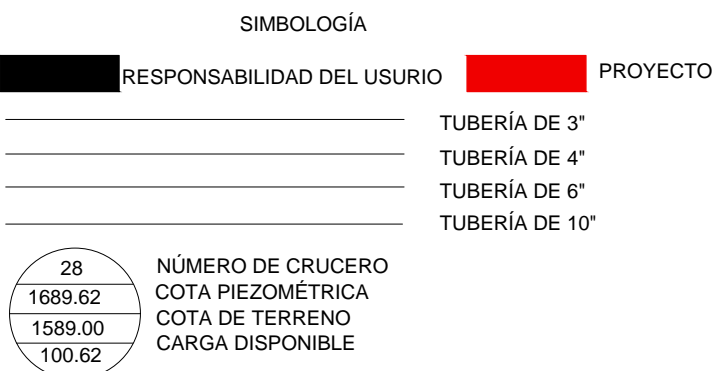 SIMBOLOGÍA
RESPONSABILIDAD DEL USURIO PROYECTO
TUBERÍA DE 3"
TUBERÍA DE 4"
TUBERÍA DE 6"
TUBERÍA DE 10"
28 NÚMERO DE CRUCERO
1689.62 COTA PIEZOMÉTRICA
1589.00 COTA DE TERRENO
100.62 CARGA DISPONIBLE